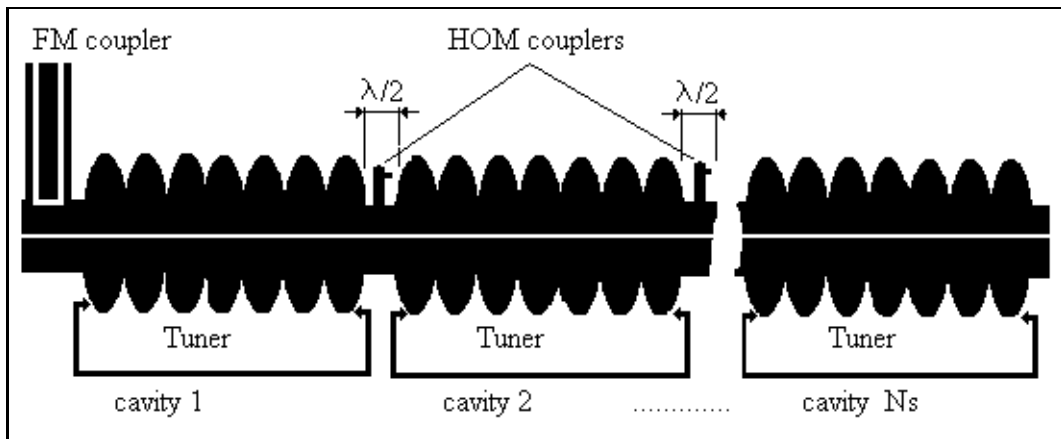 FM coupler
HOM couplers
λ/2
λ/2
Tuner
Tuner
Tuner
cavity 1
cavity 2
.............
cavity Ns